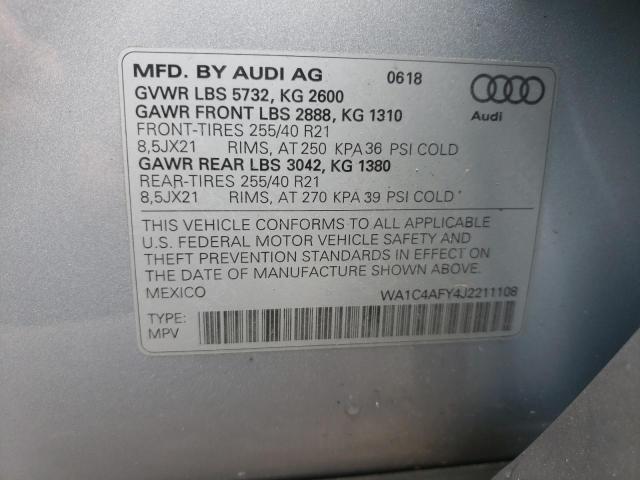 MFD. BY AUDI AG 0618
GVWR LBS 5732, KG 2600
GAWR FRONT LBS 2888, KG 1310
FRONT-TIRES 255/40 R21
8,5JX21 RIMS, AT 250 KPA 36 PSI COLD
GAWR REAR LBS 3042, KG 1380
REAR-TIRES 255/40 R21
8,5JX21 RIMS, AT 270 KPA 39 PSI COLD
Audi
THIS VEHICLE CONFORMS TO ALL APPLICABLE
U.S. FEDERAL MOTOR VEHICLE SAFETY AND
THEFT PREVENTION STANDARDS IN EFFECT ON
THE DATE OF MANUFACTURE SHOWN ABOVE.
MEXICO WA1C4AFY4J2211108
TYPE:
MPV